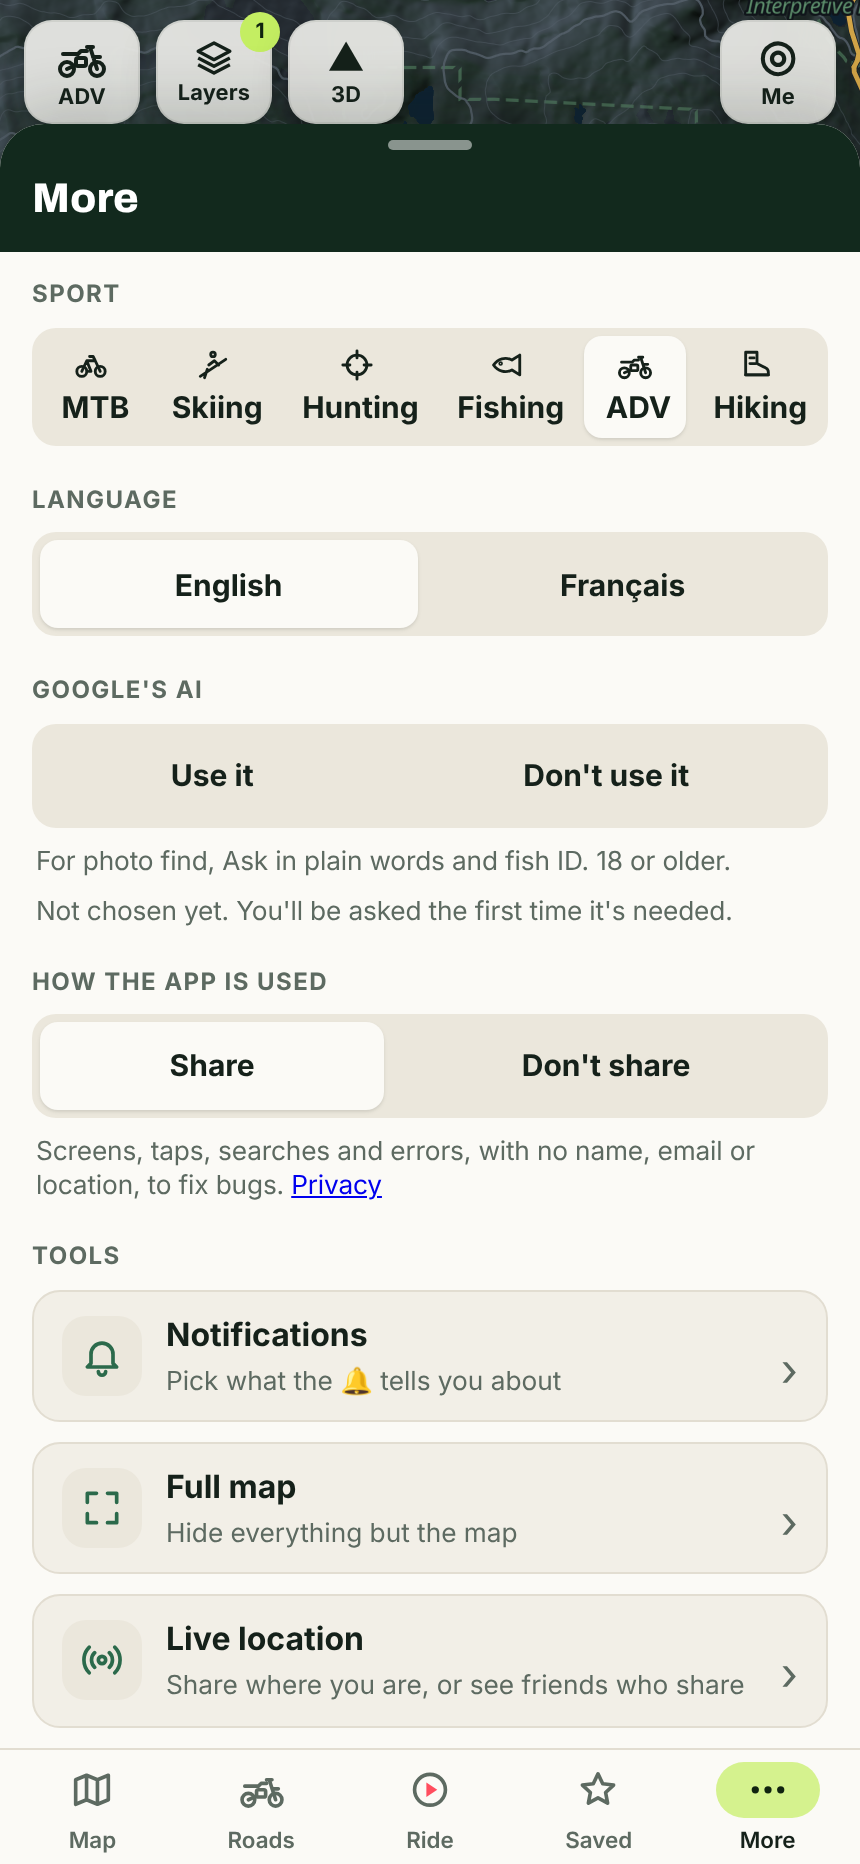 Interpretive
ADV
Layers
1
3D
Me
More
SPORT
MTB
Skiing
Hunting
Fishing
ADV
Hiking
LANGUAGE
English
Français
GOOGLE'S AI
Use it
Don't use it
For photo find, Ask in plain words and fish ID. 18 or older.
Not chosen yet. You'll be asked the first time it's needed.
HOW THE APP IS USED
Share
Don't share
Screens, taps, searches and errors, with no name, email or
location, to fix bugs. Privacy
TOOLS
Notifications
Pick what the 🔔 tells you about
Full map
Hide everything but the map
Live location
Share where you are, or see friends who share
Map
Roads
Ride
Saved
More